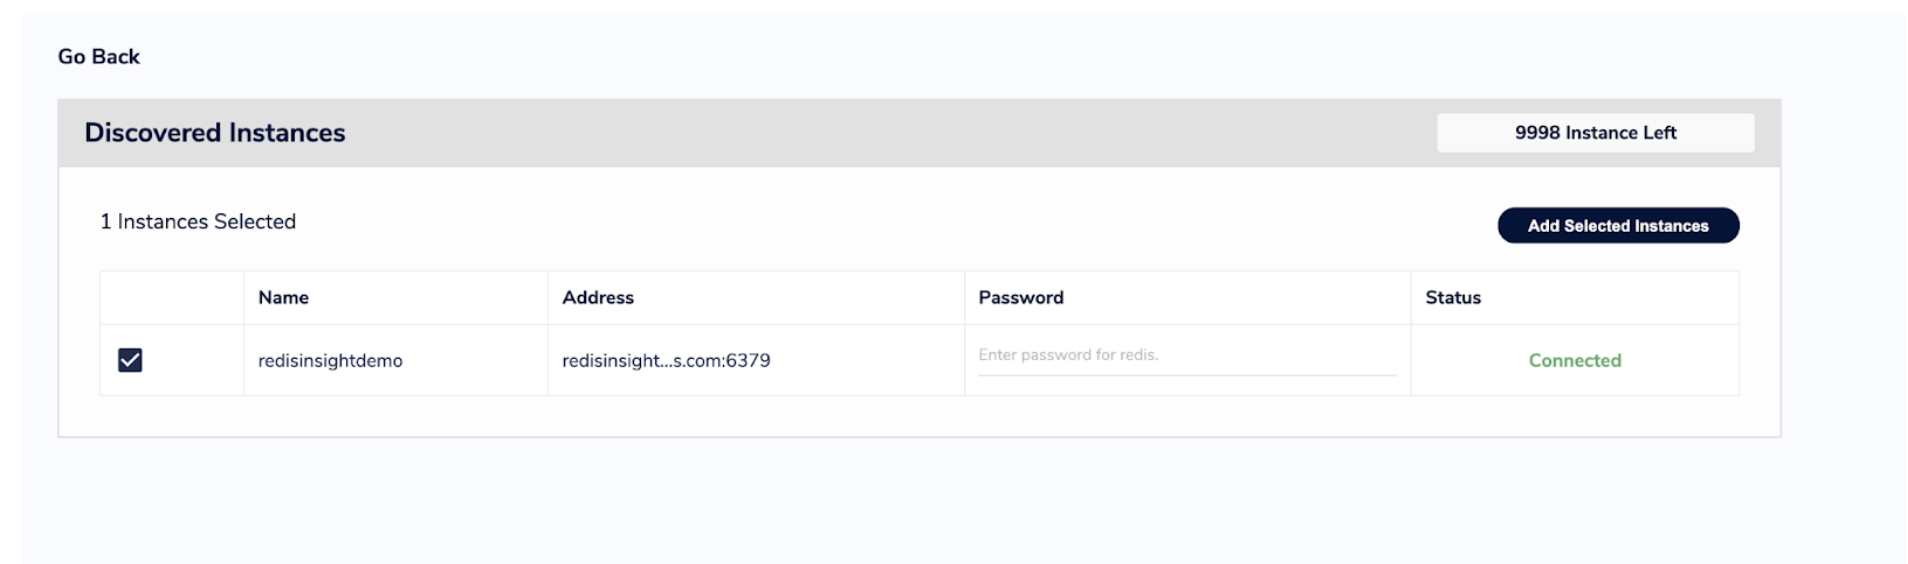 Go Back
Discovered Instances
9998 Instance Left
1 Instances Selected
Add Selected Instances
Name Address Password Status
redisinsightdemo redisinsight...s.com:6379 Enter password for redis. Connected